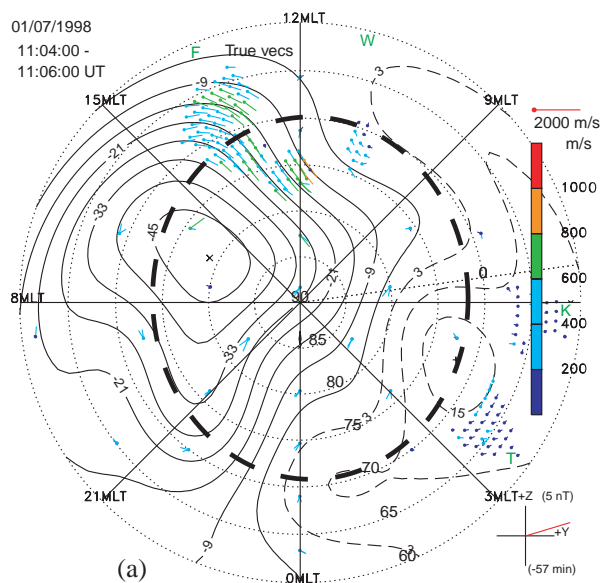 01/07/1998
11:04:00 -
11:06:00 UT
12MLT
F
True vecs
W
-9
3
15MLT
9MLT
2000 m/s
m/s
-21
1000
-33
800
-45
-21
-9
3
0
600
8MLT
90
K
400
85
-33
200
-21
80
15
75
3
70
T
21MLT
3MLT
+Z
(5 nT)
65
+Y
-9
60
3
(a)
0MLT
(-57 min)